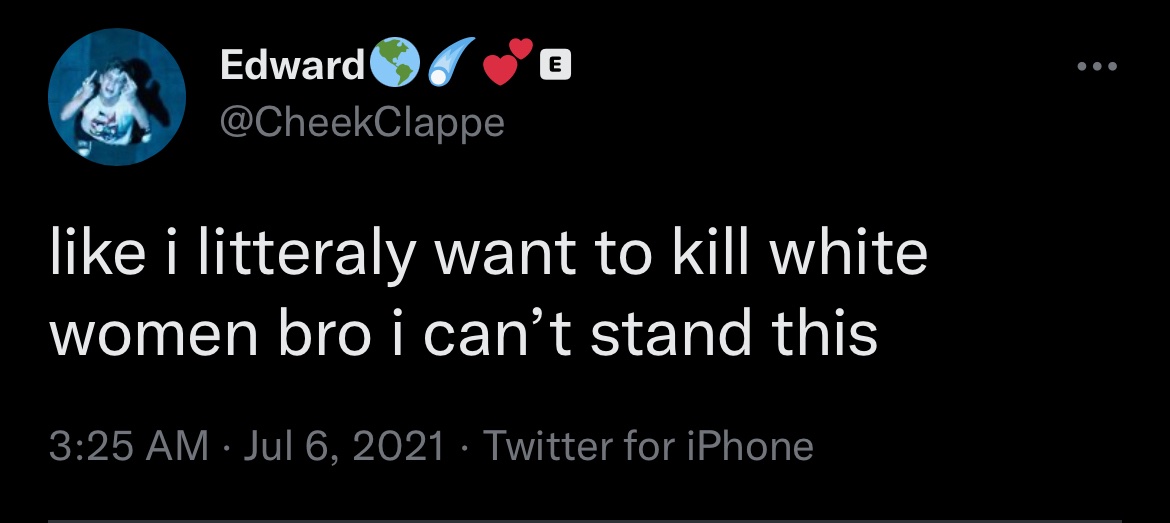 Edward🌎☄️💕🅴
@CheekClappe
like i litteraly want to kill white
women bro i can’t stand this
3:25 AM · Jul 6, 2021 · Twitter for iPhone